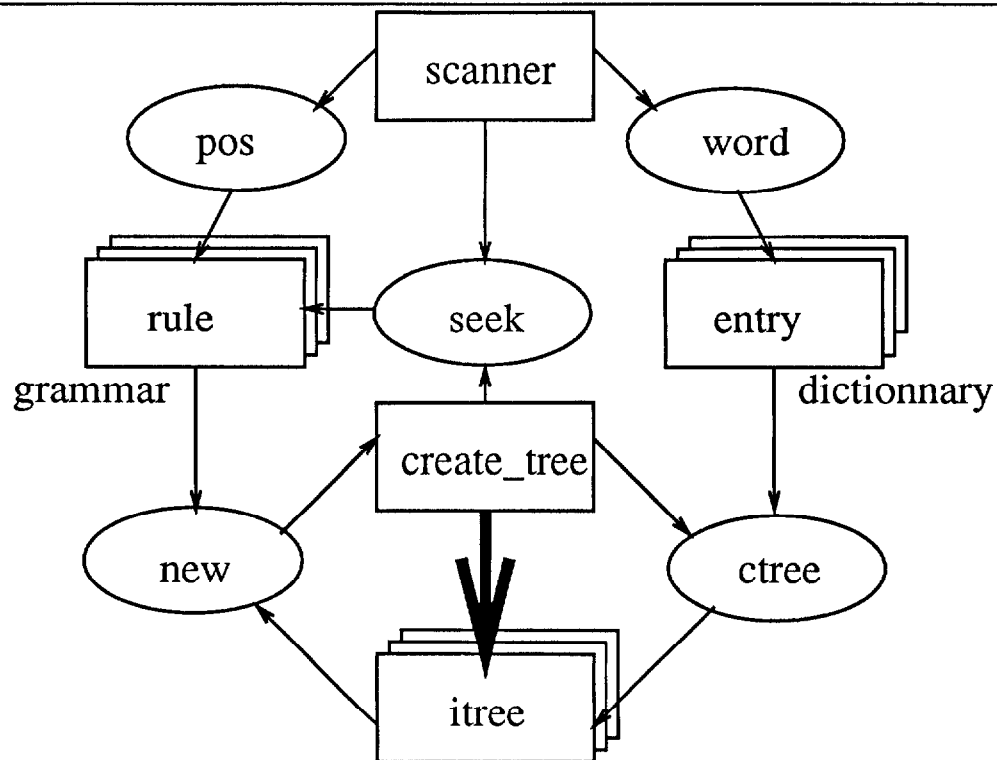 scanner
pos
word
rule
seek
entry
grammar
dictionnary
create_tree
new
ctree
itree